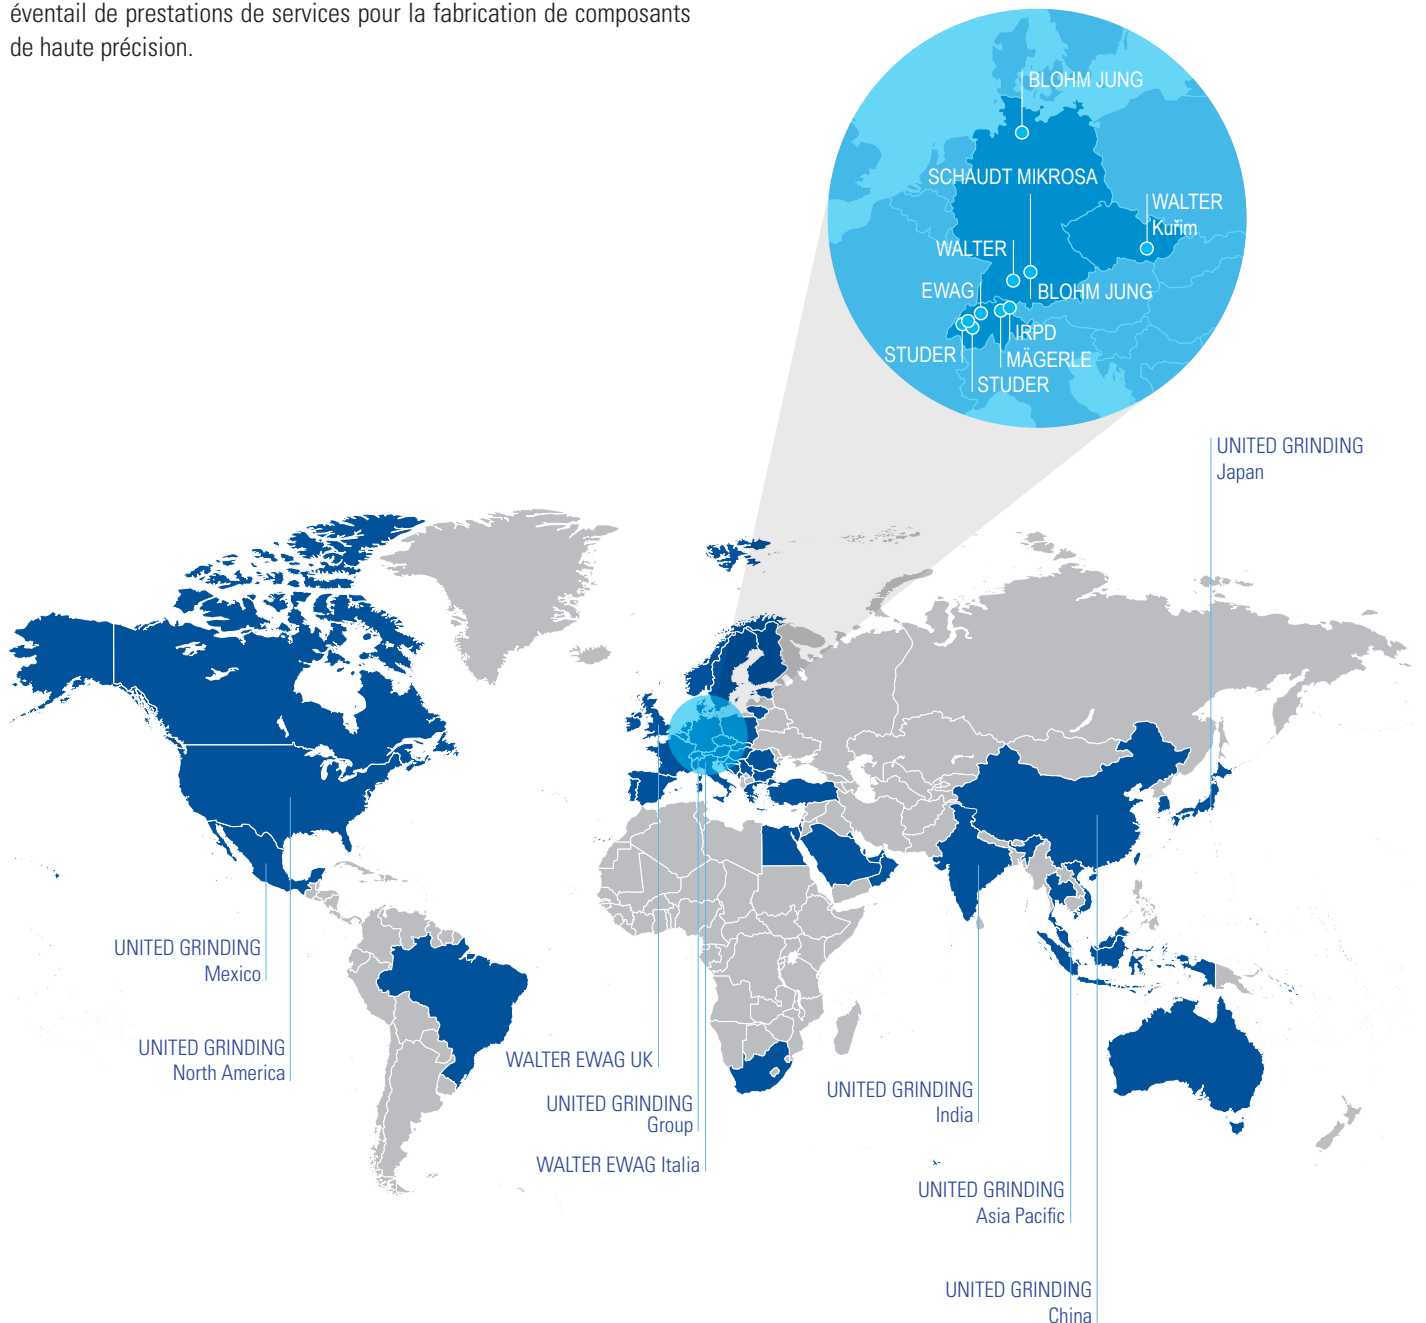 éventail de prestations de services pour la fabrication de composants
de haute précision.
BLOHM JUNG
SCHAUDT MIKROSA
WALTER
Kuřim
WALTER
EWAG
BLOHM JUNG
IRPD
STUDER
MÄGERLE
STUDER
UNITED GRINDING
Japan
UNITED GRINDING
Mexico
UNITED GRINDING
North America
WALTER EWAG UK
UNITED GRINDING
Group
WALTER EWAG Italia
UNITED GRINDING
India
UNITED GRINDING
Asia Pacific
UNITED GRINDING
China